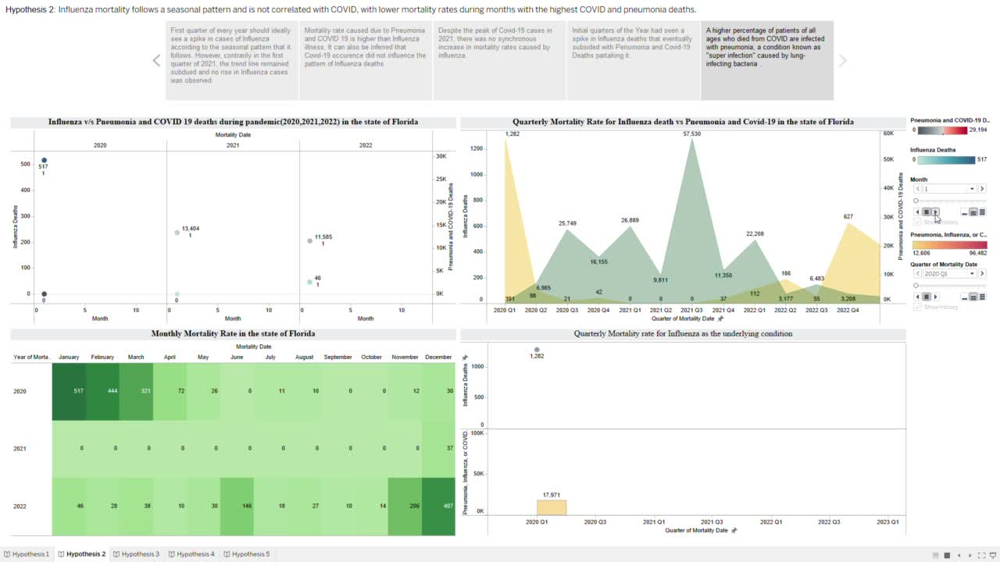 Hypothesis 2: Influenza mortality follows a seasonal pattern and is not correlated with COVID, with lower mortality rates during months with the highest COVID and pneumonia deaths.
First quarter of every year should ideally
see a spike in cases of Influenza
according to the seasonal pattern that it
follows. However, contrarily in the first
quarter of 2021, the trend line remained
subdued and no rise in Influenza cases
was observed.
Mortality rate caused due to Pneumonia
and COVID 19 is higher than Influenza
illness. It can also be inferred that
Covid-19 occurence did not influence the
pattern of Influenza deaths
Despite the peak of Covid-19 cases in
2021, there was no synchronous
increase in mortality rates caused by
influenza.
Initial quarters of the Year had seen a
spike in Influenza deaths that eventually
subsided with Penumonia and Covid-19
Deaths partaking it.
A higher percentage of patients of all
ages who died from COVID are infected
with pneumonia, a condition known as
"super infection" caused by lung-
infecting bacteria .
Influenza v/s Pneumonia and COVID 19 deaths during pandemic(2020,2021,2022) in the state of Florida
Mortality Date
2020 2021 2022
Influenza Deaths
500
400
300
200
100
0
517
1
0
13,404
1
0
11,585
1
46
1
30K
25K
20K
15K
10K
5K
0K
Pneumonia and COVID-19 Deaths
0 5 10 0 5 10 0 5 10
Month Month Month
Quarterly Mortality Rate for Influenza death vs Pneumonia and Covid-19 in the state of Florida
Influenza Deaths
1200
1000
800
600
400
200
0
1,282
57,530
25,749
26,889
16,155
9,811
11,350
22,208
627
6,985
186
6,483
391
98
21
42
0
0
0
37
112
3,177
55
3,208
60K
50K
40K
30K
20K
10K
0K
Pneumonia and COVID-19 Deaths
2020 Q1 2020 Q2 2020 Q3 2020 Q4 2021 Q1 2021 Q2 2021 Q3 2021 Q4 2022 Q1 2022 Q2 2022 Q3 2022 Q4
Quarter of Mortality Date
Pneumonia and COVID-19 D..
0 29,194
Influenza Deaths
0 517
Month
1
Show history
Pneumonia, Influenza, or C..
12,606 96,482
Quarter of Mortality Date
2020 Q1
Show history
Monthly Mortality Rate in the state of Florida
Mortality Date
Year of Morta.. January February March April May June July August September October November December
2020 517 444 321 72 26 0 11 10 0 0 12 30
2021 0 0 0 0 0 0 0 0 0 0 0 37
2022 46 28 38 10 30 146 18 27 10 14 206 407
Quarterly Mortality rate for Influenza as the underlying condition
Influenza Deaths
1000
500
0
1,282
Pneumonia, Influenza, or COVID.
100K
50K
0K
17,971
2020 Q1 2020 Q3 2021 Q1 2021 Q3 2022 Q1 2022 Q3 2023 Q1
Quarter of Mortality Date
Hypothesis 1 Hypothesis 2 Hypothesis 3 Hypothesis 4 Hypothesis 5